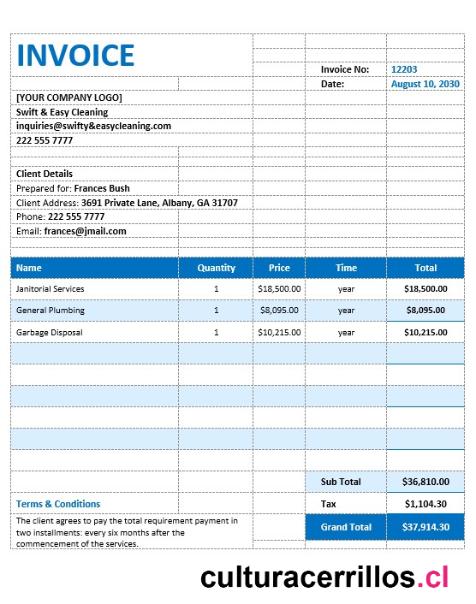 INVOICE
Invoice No: 12203
Date: August 10, 2030
[YOUR COMPANY LOGO]
Swift & Easy Cleaning
inquiries@swifty&easycleaning.com
222 555 7777
Client Details
Prepared for: Frances Bush
Client Address: 3691 Private Lane, Albany, GA 31707
Phone: 222 555 7777
Email: frances@jmail.com
Name Quantity Price Time Total
Janitorial Services 1 $18,500.00 year $18,500.00
General Plumbing 1 $8,095.00 year $8,095.00
Garbage Disposal 1 $10,215.00 year $10,215.00
Sub Total $36,810.00
Terms & Conditions Tax $1,104.30
The client agrees to pay the total requirement payment in
two installments: every six months after the
commencement of the services.
Grand Total $37,914.30
culturacerrillos.cl